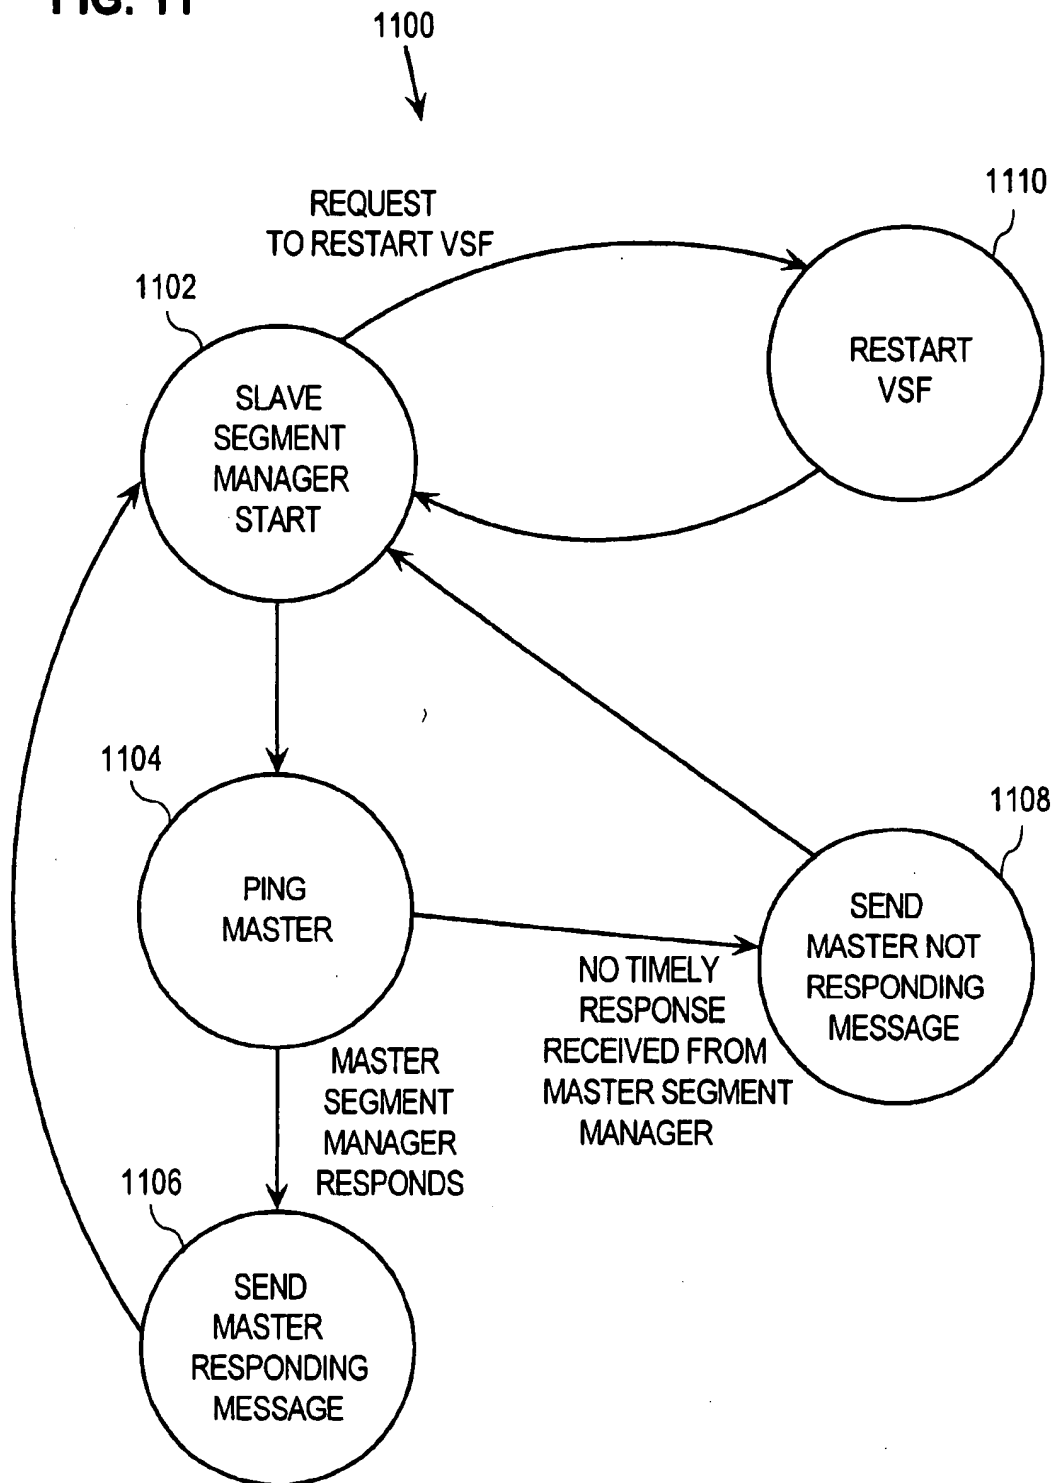 FIG. 11
1100
REQUEST
TO RESTART VSF
1110
1102
RESTART
VSF
SLAVE
SEGMENT
MANAGER
START
1104
1108
PING
MASTER
SEND
MASTER NOT
RESPONDING
MESSAGE
NO TIMELY
RESPONSE
RECEIVED FROM
MASTER SEGMENT
MANAGER
MASTER
SEGMENT
MANAGER
RESPONDS
1106
SEND
MASTER
RESPONDING
MESSAGE